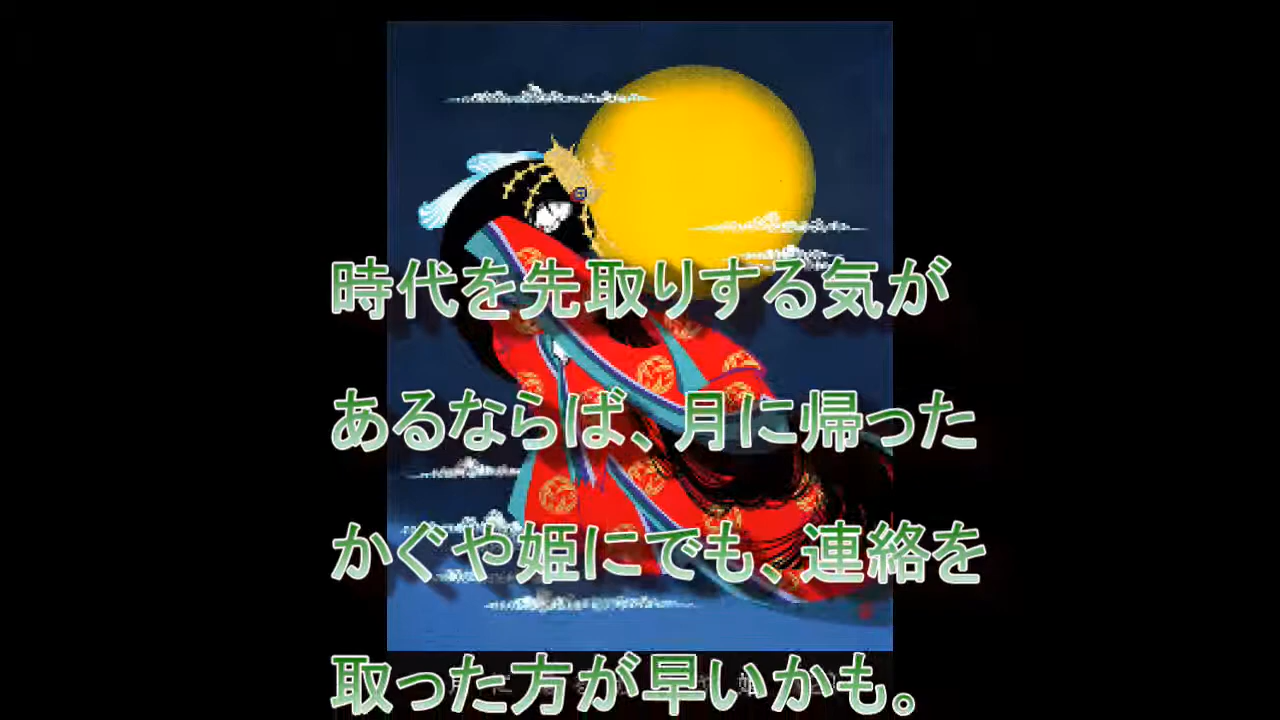 時代を先取りする気が
あるならば、月に帰った
かぐや姫にでも、連絡を
取った方が早いかも。